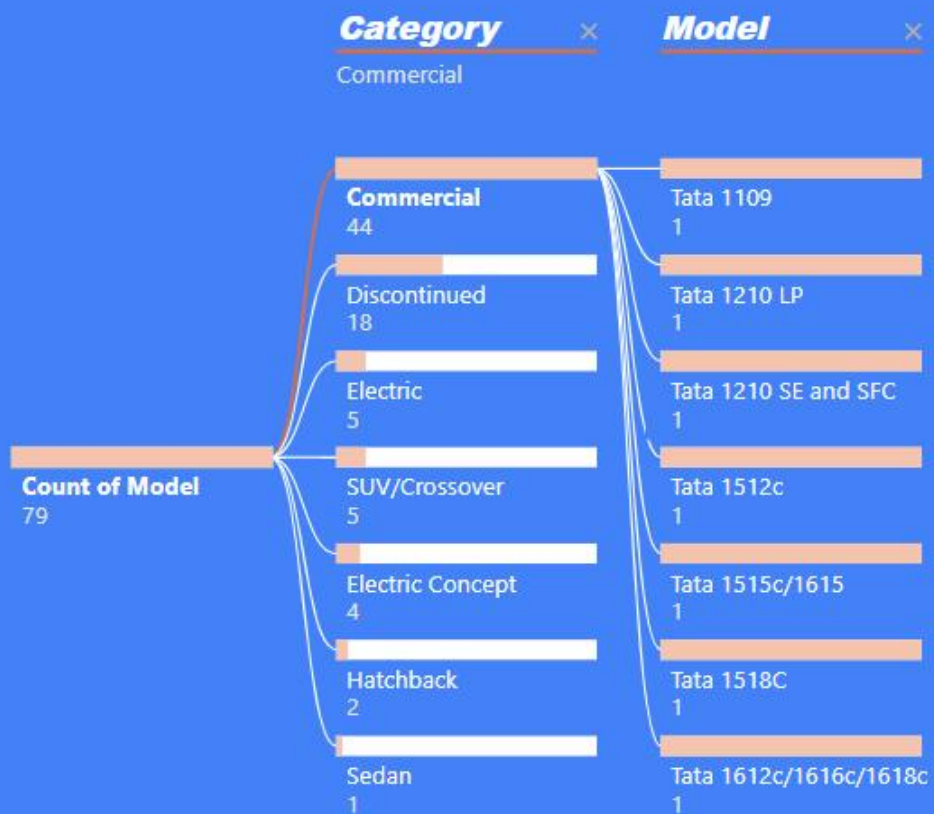 Category
×
Model
×
Commercial
Commercial
44
Discontinued
18
Electric
5
SUV/Crossover
5
Electric Concept
4
Hatchback
2
Sedan
1
Count of Model
79
Tata 1109
1
Tata 1210 LP
1
Tata 1210 SE and SFC
1
Tata 1512c
1
Tata 1515c/1615
1
Tata 1518C
1
Tata 1612c/1616c/1618c
1